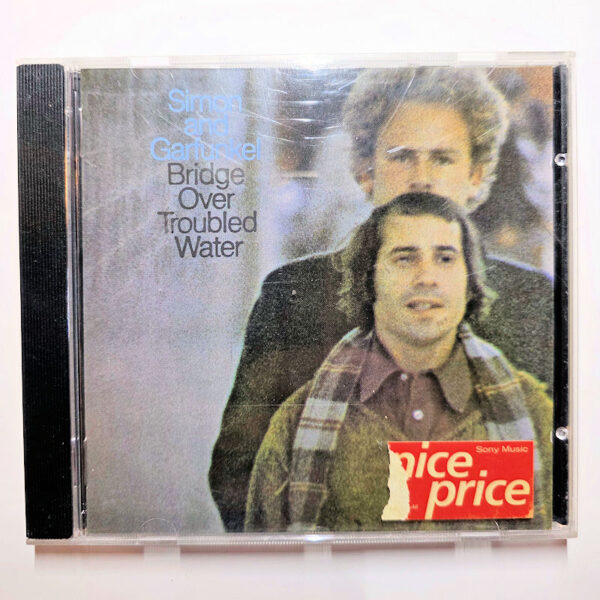 Simon
and
Garfunkel
Bridge
Over
Troubled
Water
Sony Music
nice
price